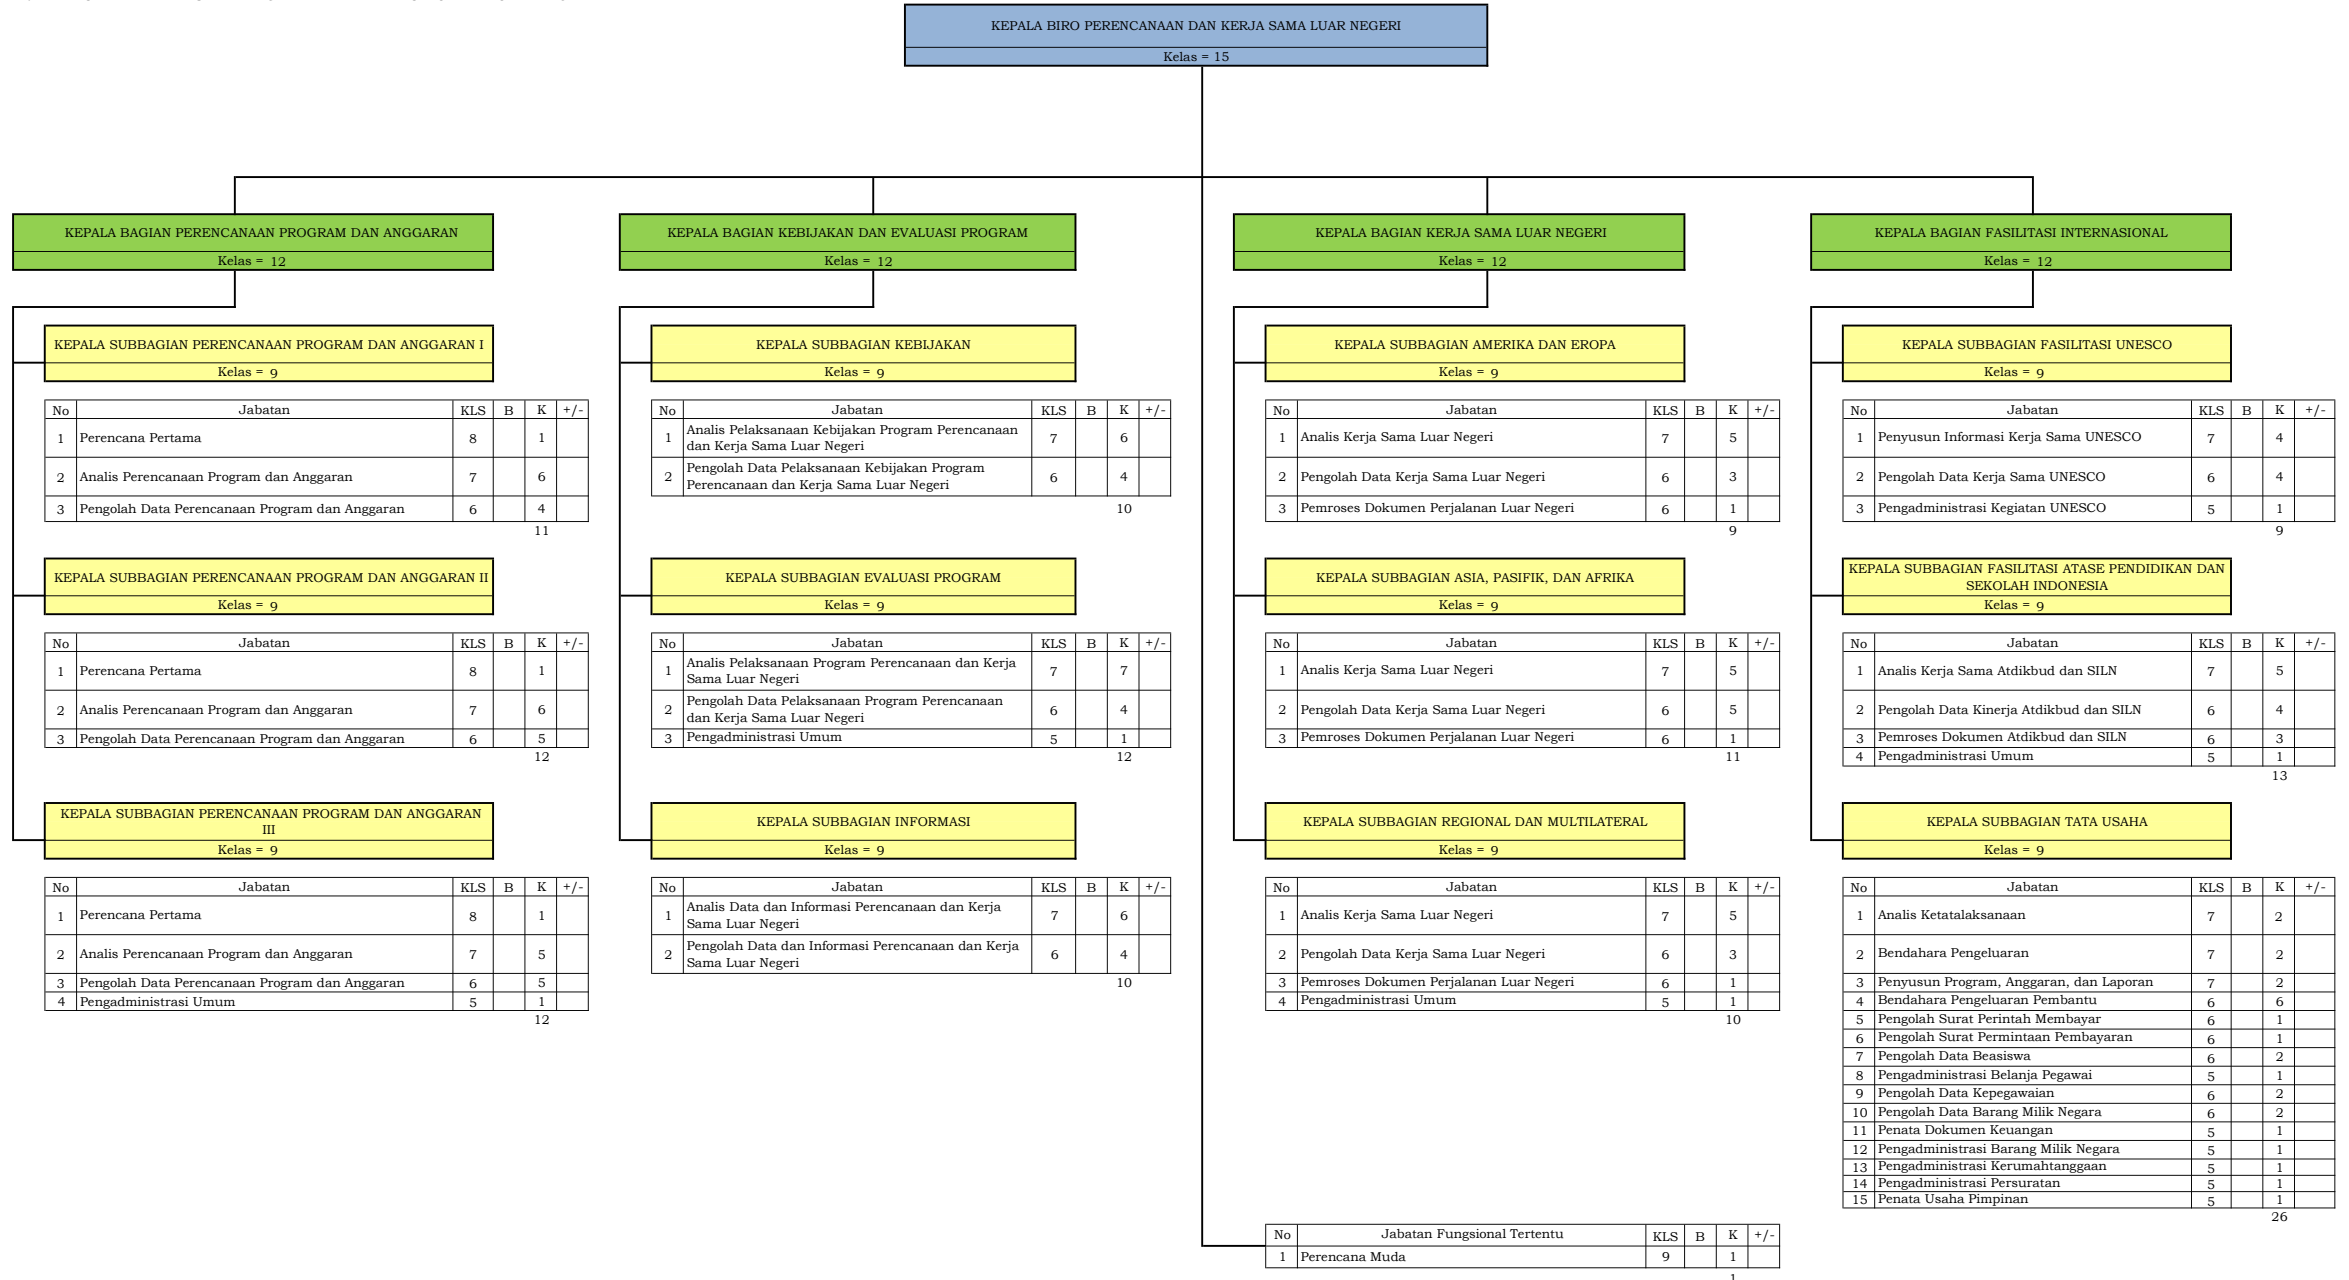 KEPALA BIRO PERENCANAAN DAN KERJA SAMA LUAR NEGERI
Kelas = 15
KEPALA BAGIAN PERENCANAAN PROGRAM DAN ANGGARAN
Kelas = 12
KEPALA SUBBAGIAN PERENCANAAN PROGRAM DAN ANGGARAN I
Kelas = 9
No Jabatan KLS B K +/-
1 Perencana Pertama 8 1
2 Analis Perencanaan Program dan Anggaran 7 6
3 Pengolah Data Perencanaan Program dan Anggaran 6 4
11
KEPALA SUBBAGIAN PERENCANAAN PROGRAM DAN ANGGARAN II
Kelas = 9
No Jabatan KLS B K +/-
1 Perencana Pertama 8 1
2 Analis Perencanaan Program dan Anggaran 7 6
3 Pengolah Data Perencanaan Program dan Anggaran 6 5
12
KEPALA SUBBAGIAN PERENCANAAN PROGRAM DAN ANGGARAN
III
Kelas = 9
No Jabatan KLS B K +/-
1 Perencana Pertama 8 1
2 Analis Perencanaan Program dan Anggaran 7 5
3 Pengolah Data Perencanaan Program dan Anggaran 6 5
4 Pengadministrasi Umum 5 1
12
KEPALA BAGIAN KEBIJAKAN DAN EVALUASI PROGRAM
Kelas = 12
KEPALA SUBBAGIAN KEBIJAKAN
Kelas = 9
No Jabatan KLS B K +/-
1 Analis Pelaksanaan Kebijakan Program Perencanaan
dan Kerja Sama Luar Negeri 7 6
2 Pengolah Data Pelaksanaan Kebijakan Program
Perencanaan dan Kerja Sama Luar Negeri 6 4
10
KEPALA SUBBAGIAN EVALUASI PROGRAM
Kelas = 9
No Jabatan KLS B K +/-
1 Analis Pelaksanaan Program Perencanaan dan Kerja
Sama Luar Negeri 7 7
2 Pengolah Data Pelaksanaan Program Perencanaan
dan Kerja Sama Luar Negeri 6 4
3 Pengadministrasi Umum 5 1
12
KEPALA SUBBAGIAN INFORMASI
Kelas = 9
No Jabatan KLS B K +/-
1 Analis Data dan Informasi Perencanaan dan Kerja
Sama Luar Negeri 7 6
2 Pengolah Data dan Informasi Perencanaan dan Kerja
Sama Luar Negeri 6 4
10
KEPALA BAGIAN KERJA SAMA LUAR NEGERI
Kelas = 12
KEPALA SUBBAGIAN AMERIKA DAN EROPA
Kelas = 9
No Jabatan KLS B K +/-
1 Analis Kerja Sama Luar Negeri 7 5
2 Pengolah Data Kerja Sama Luar Negeri 6 3
3 Pemroses Dokumen Perjalanan Luar Negeri 6 1
9
KEPALA SUBBAGIAN ASIA, PASIFIK, DAN AFRIKA
Kelas = 9
No Jabatan KLS B K +/-
1 Analis Kerja Sama Luar Negeri 7 5
2 Pengolah Data Kerja Sama Luar Negeri 6 5
3 Pemroses Dokumen Perjalanan Luar Negeri 6 1
11
KEPALA SUBBAGIAN REGIONAL DAN MULTILATERAL
Kelas = 9
No Jabatan KLS B K +/-
1 Analis Kerja Sama Luar Negeri 7 5
2 Pengolah Data Kerja Sama Luar Negeri 6 3
3 Pemroses Dokumen Perjalanan Luar Negeri 6 1
4 Pengadministrasi Umum 5 1
10
KEPALA BAGIAN FASILITASI INTERNASIONAL
Kelas = 12
KEPALA SUBBAGIAN FASILITASI UNESCO
Kelas = 9
No Jabatan KLS B K +/-
1 Penyusun Informasi Kerja Sama UNESCO 7 4
2 Pengolah Data Kerja Sama UNESCO 6 4
3 Pengadministrasi Kegiatan UNESCO 5 1
9
KEPALA SUBBAGIAN FASILITASI ATASE PENDIDIKAN DAN
SEKOLAH INDONESIA
Kelas = 9
No Jabatan KLS B K +/-
1 Analis Kerja Sama Atdikbud dan SILN 7 5
2 Pengolah Data Kinerja Atdikbud dan SILN 6 4
3 Pemroses Dokumen Atdikbud dan SILN 6 3
4 Pengadministrasi Umum 5 1
13
KEPALA SUBBAGIAN TATA USAHA
Kelas = 9
No Jabatan KLS B K +/-
1 Analis Ketatalaksanaan 7 2
2 Bendahara Pengeluaran 7 2
3 Penyusun Program, Anggaran, dan Laporan 7 2
4 Bendahara Pengeluaran Pembantu 6 6
5 Pengolah Surat Perintah Membayar 6 1
6 Pengolah Surat Permintaan Pembayaran 6 1
7 Pengolah Data Beasiswa 6 2
8 Pengadministrasi Belanja Pegawai 5 1
9 Pengolah Data Kepegawaian 6 2
10 Pengolah Data Barang Milik Negara 6 2
11 Penata Dokumen Keuangan 5 1
12 Pengadministrasi Barang Milik Negara 5 1
13 Pengadministrasi Kerumahtanggaan 5 1
14 Pengadministrasi Persuratan 5 1
15 Penata Usaha Pimpinan 5 1
26
No Jabatan Fungsional Tertentu KLS B K +/-
1 Perencana Muda 9 1
1